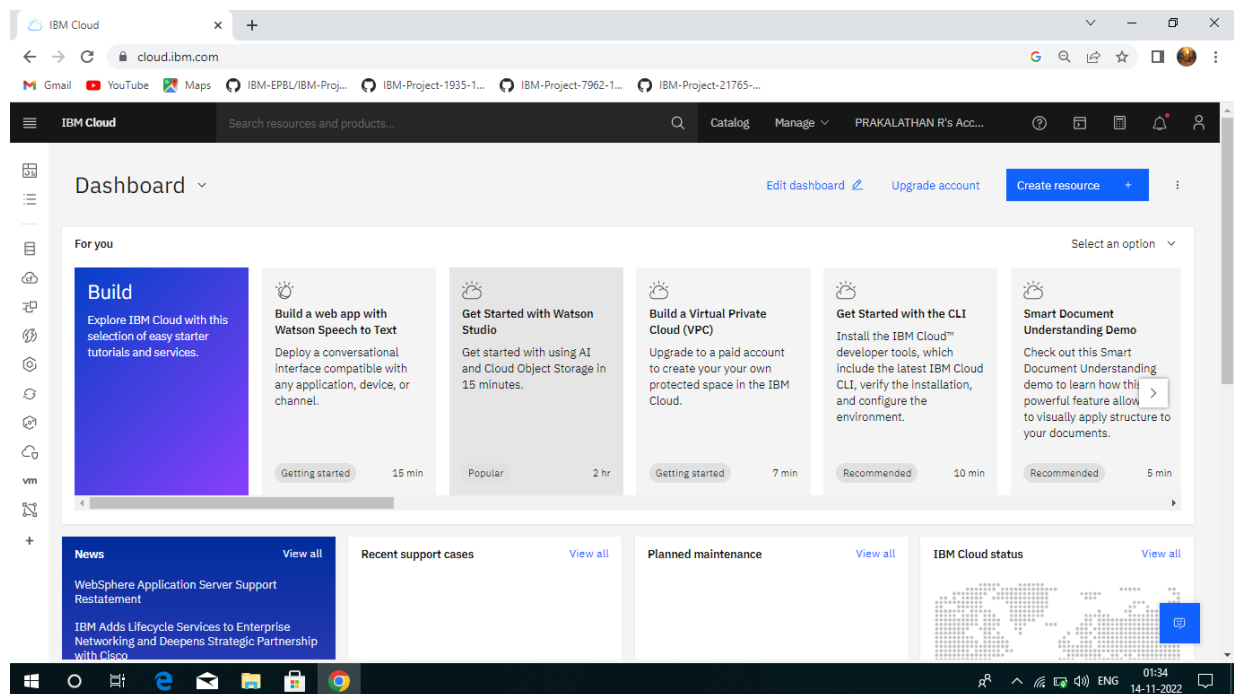 IBM Cloud
cloud.ibm.com
Gmail YouTube Maps IBM-EPBL/IBM-Proj... IBM-Project-1935-1... IBM-Project-7962-1... IBM-Project-21765-...
IBM Cloud Search resources and products... Catalog Manage PRAKALATHAN R's Acc...
Dashboard Edit dashboard Upgrade account Create resource +
For you Select an option
Build
Explore IBM Cloud with this
selection of easy starter
tutorials and services.
Build a web app with
Watson Speech to Text
Deploy a conversational
interface compatible with
any application, device, or
channel.
Getting started 15 min
Get Started with Watson
Studio
Get started with using AI
and Cloud Object Storage in
15 minutes.
Popular 2 hr
Build a Virtual Private
Cloud (VPC)
Upgrade to a paid account
to create your your own
protected space in the IBM
Cloud.
Getting started 7 min
Get Started with the CLI
Install the IBM Cloud™
developer tools, which
include the latest IBM Cloud
CLI, verify the installation,
and configure the
environment.
Recommended 10 min
Smart Document
Understanding Demo
Check out this Smart
Document Understanding
demo to learn how this
powerful feature allow
to visually apply structure to
your documents.
Recommended 5 min
vm
News View all
WebSphere Application Server Support
Restatement
IBM Adds Lifecycle Services to Enterprise
Networking and Deepens Strategic Partnership
with Cisco
Recent support cases View all
Planned maintenance View all
IBM Cloud status View all
ENG 01:34
14-11-2022